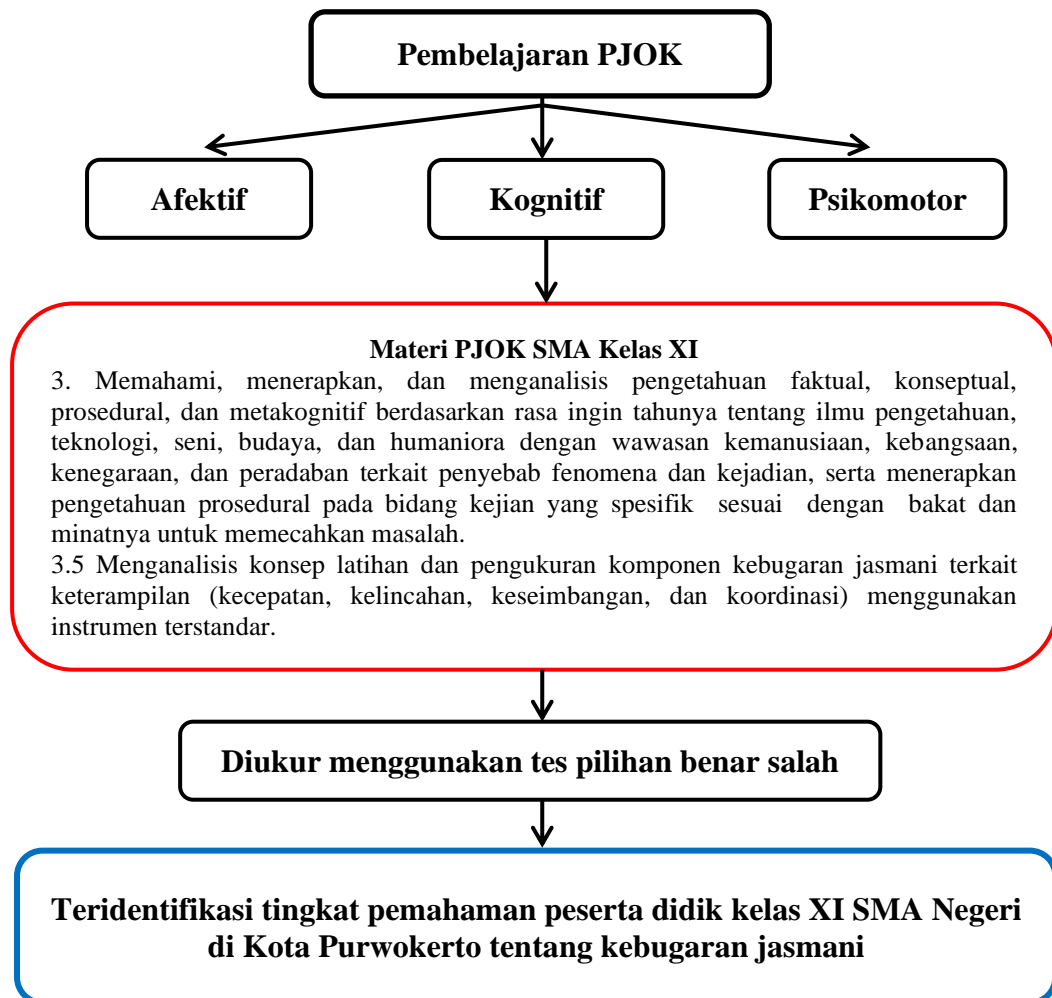 Pembelajaran PJOK
Afektif
Kognitif
Psikomotor
Materi PJOK SMA Kelas XI
3. Memahami, menerapkan, dan menganalisis pengetahuan faktual, konseptual,
prosedural, dan metakognitif berdasarkan rasa ingin tahunya tentang ilmu pengetahuan,
teknologi, seni, budaya, dan humaniora dengan wawasan kemanusiaan, kebangsaan,
kenegaraan, dan peradaban terkait penyebab fenomena dan kejadian, serta menerapkan
pengetahuan prosedural pada bidang kejian yang spesifik sesuai dengan bakat dan
minatnya untuk memecahkan masalah.
3.5 Menganalisis konsep latihan dan pengukuran komponen kebugaran jasmani terkait
keterampilan (kecepatan, kelincahan, keseimbangan, dan koordinasi) menggunakan
instrumen terstandar.
Diukur menggunakan tes pilihan benar salah
Teridentifikasi tingkat pemahaman peserta didik kelas XI SMA Negeri
di Kota Purwokerto tentang kebugaran jasmani